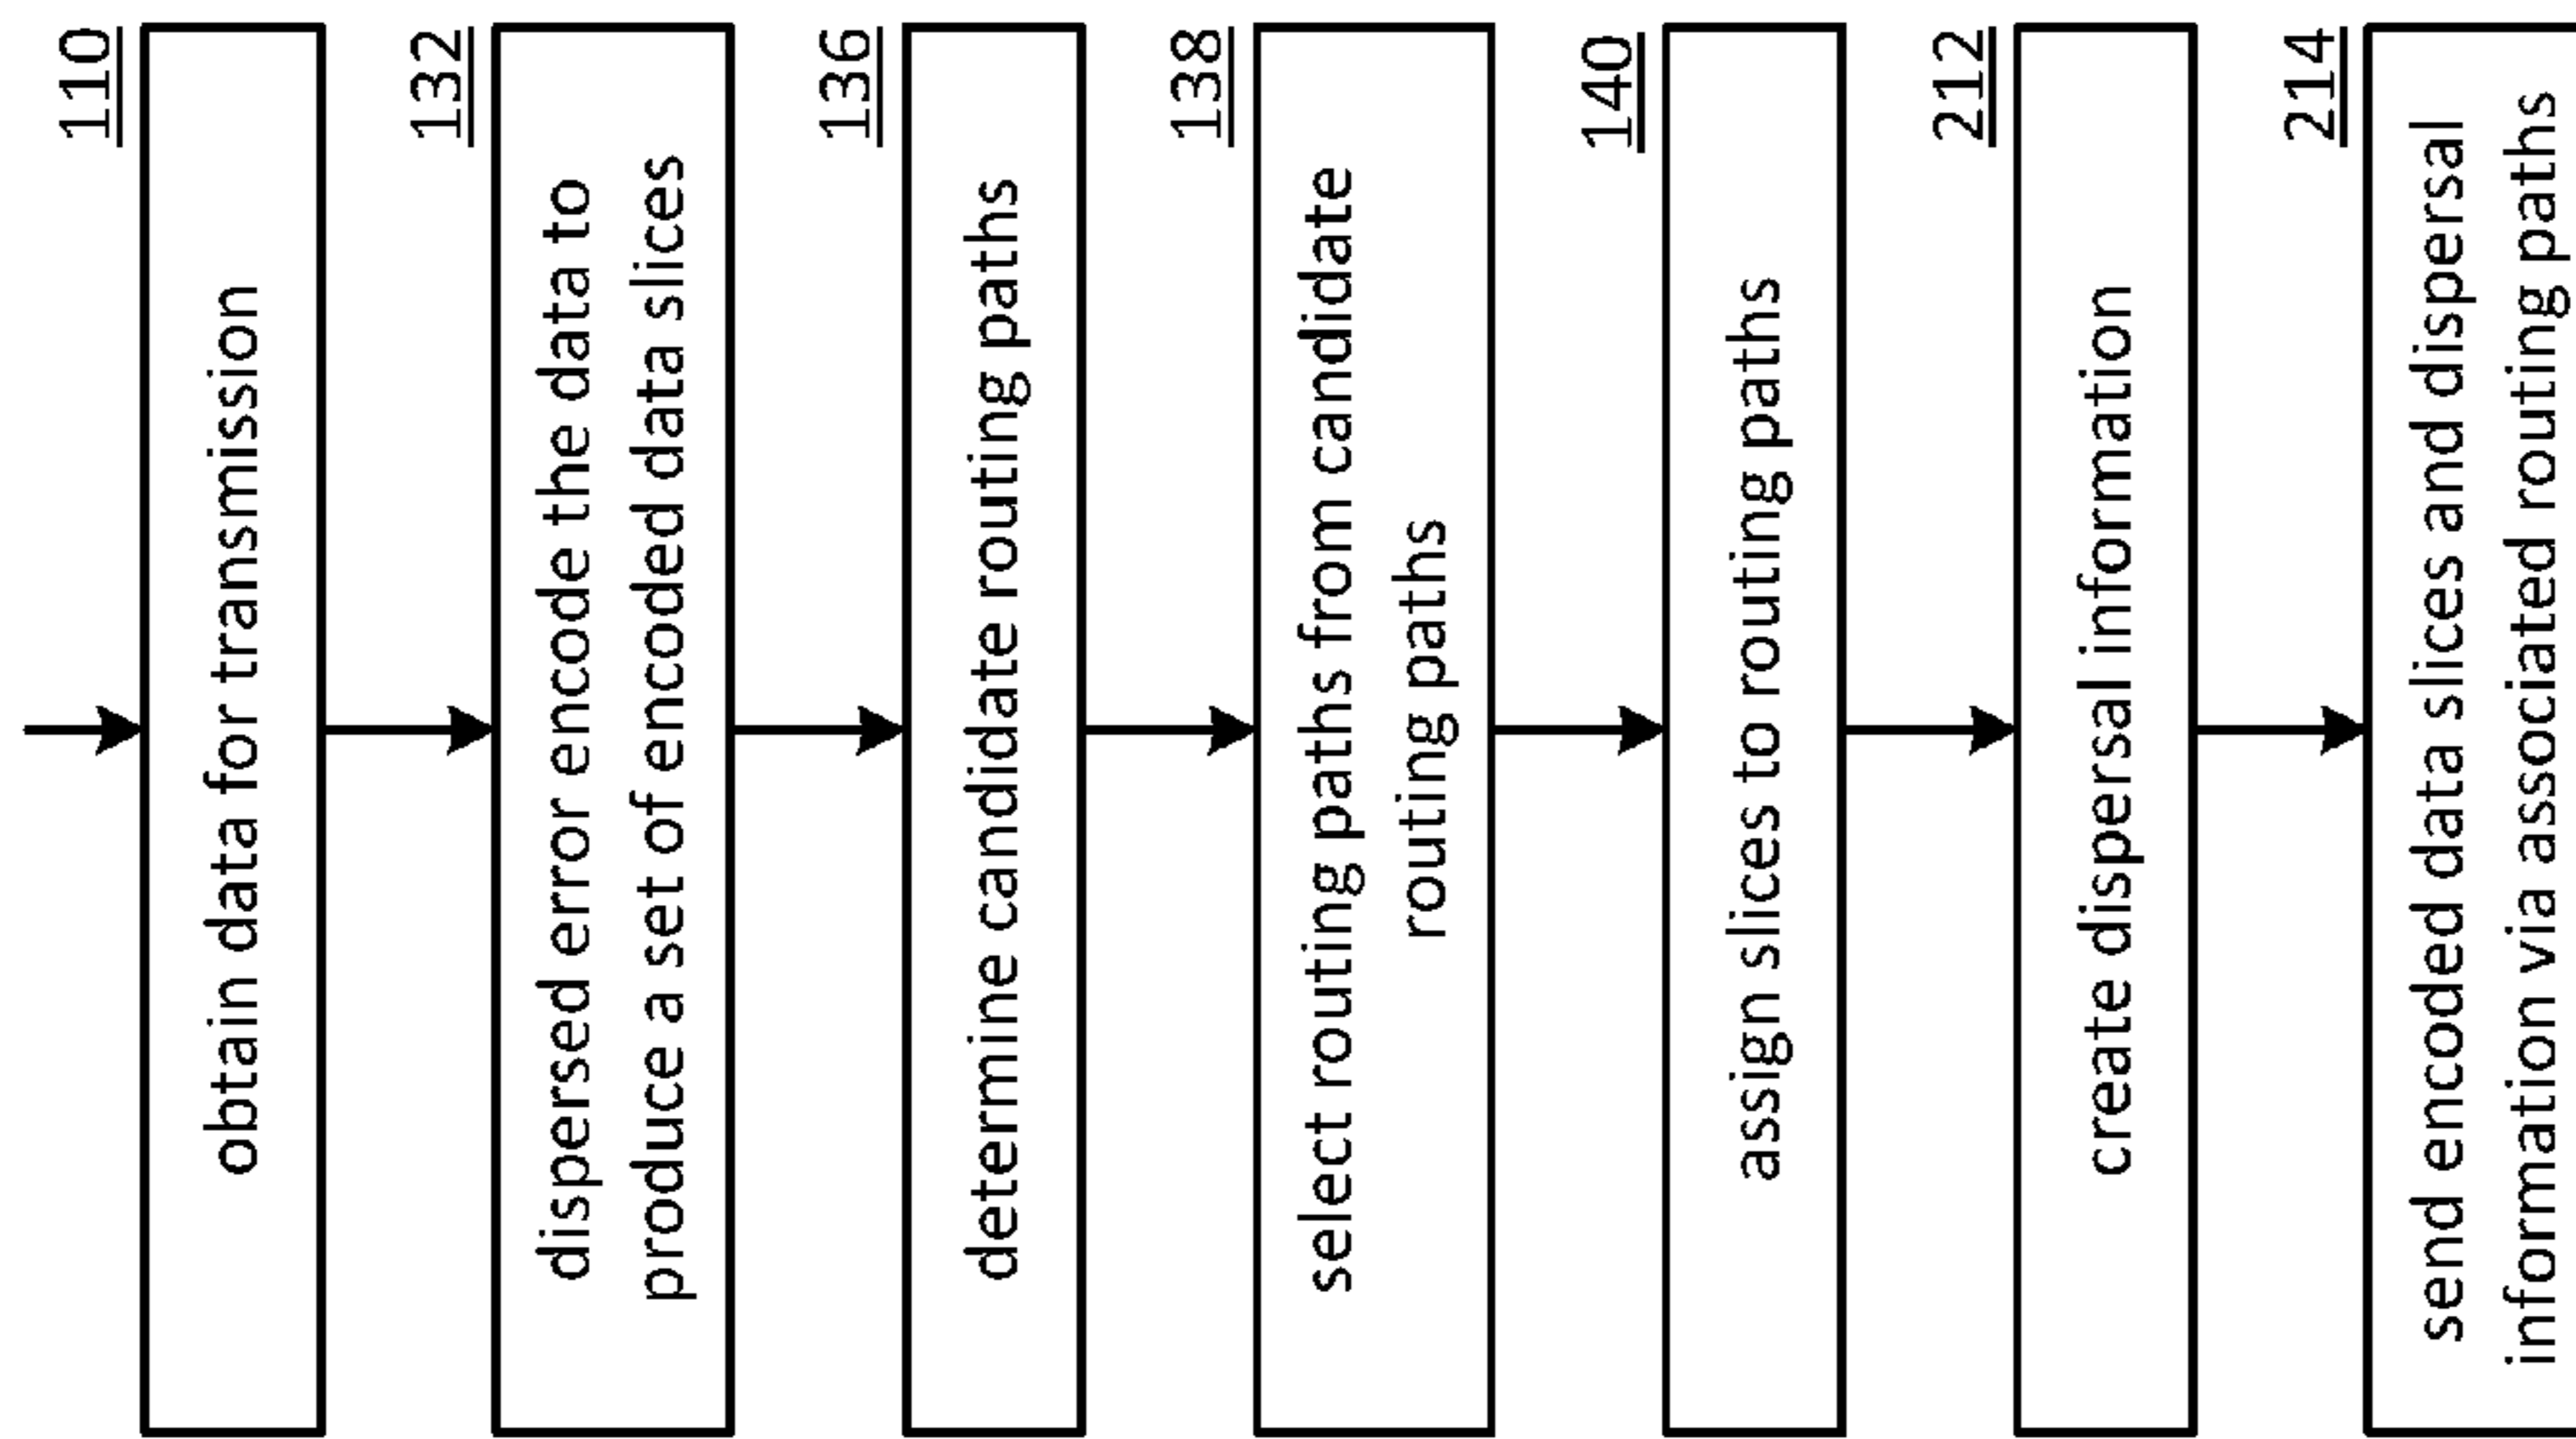 110
obtain data for transmission
132
dispersed error encode the data to
produce a set of encoded data slices
136
determine candidate routing paths
138
select routing paths from candidate
routing paths
140
assign slices to routing paths
212
create dispersal information
214
send encoded data slices and dispersal
information via associated routing paths